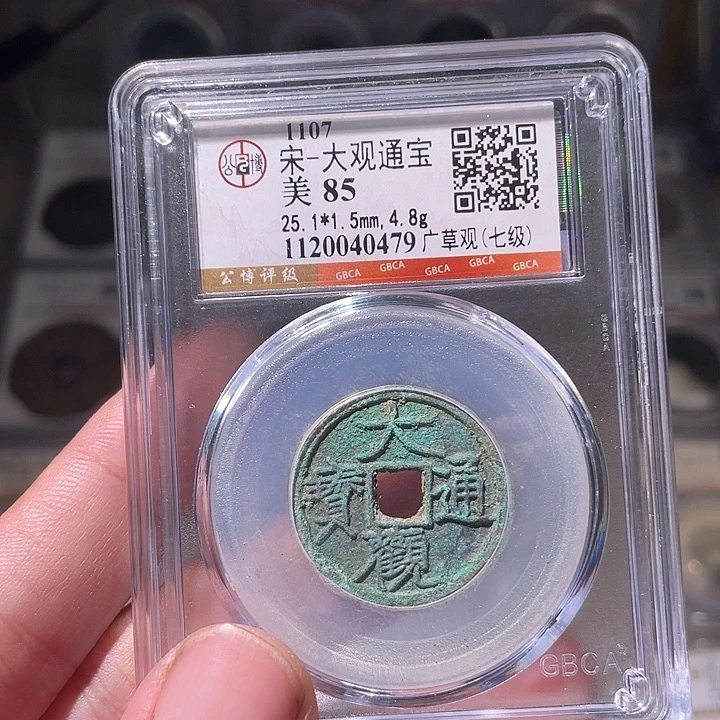 1107
宋-大观通宝
美 85
25.1*1.5mm, 4.8g
1120040479 广草观(七级)
公博评级 GBCA GBCA GBCA GBCA GBCA
大
寶 通
觀
GBCA